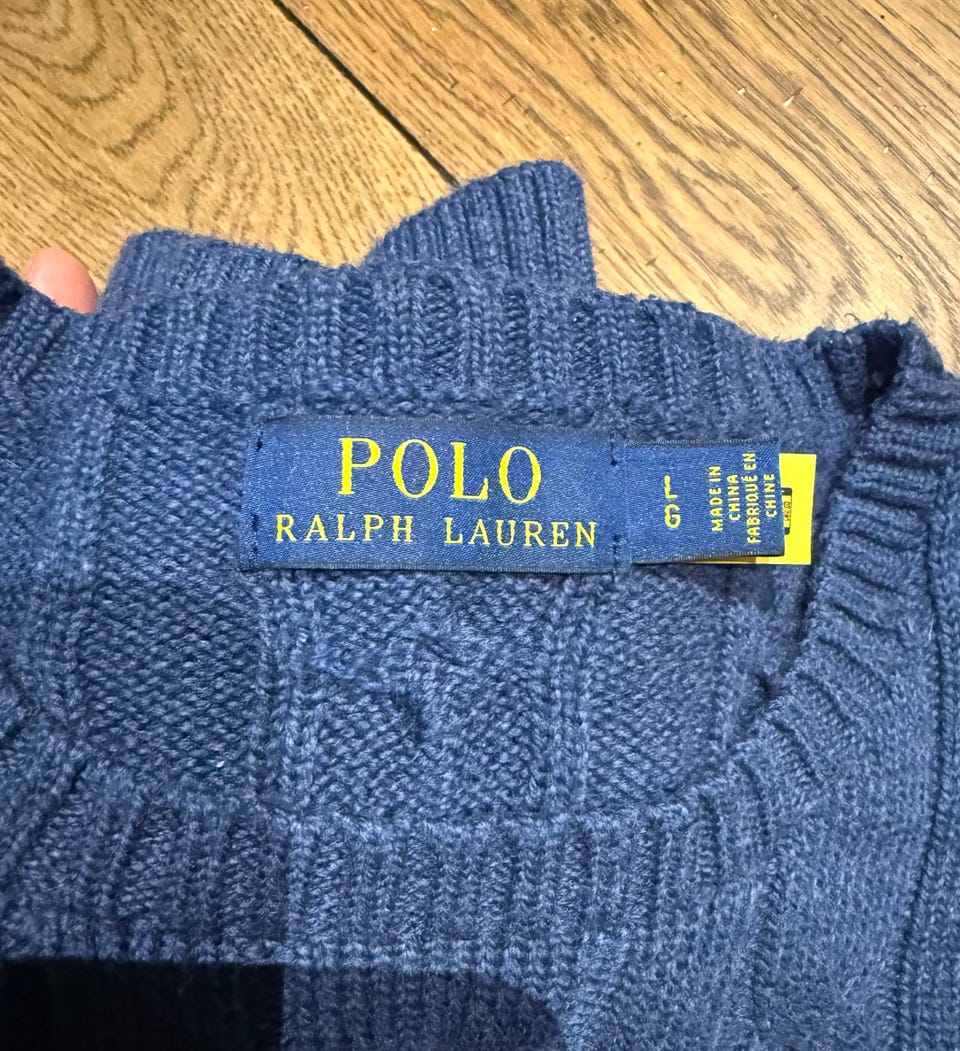 POLO
RALPH LAUREN
L
G
MADE IN
CHINA
FABRIQUÉ EN
CHINE